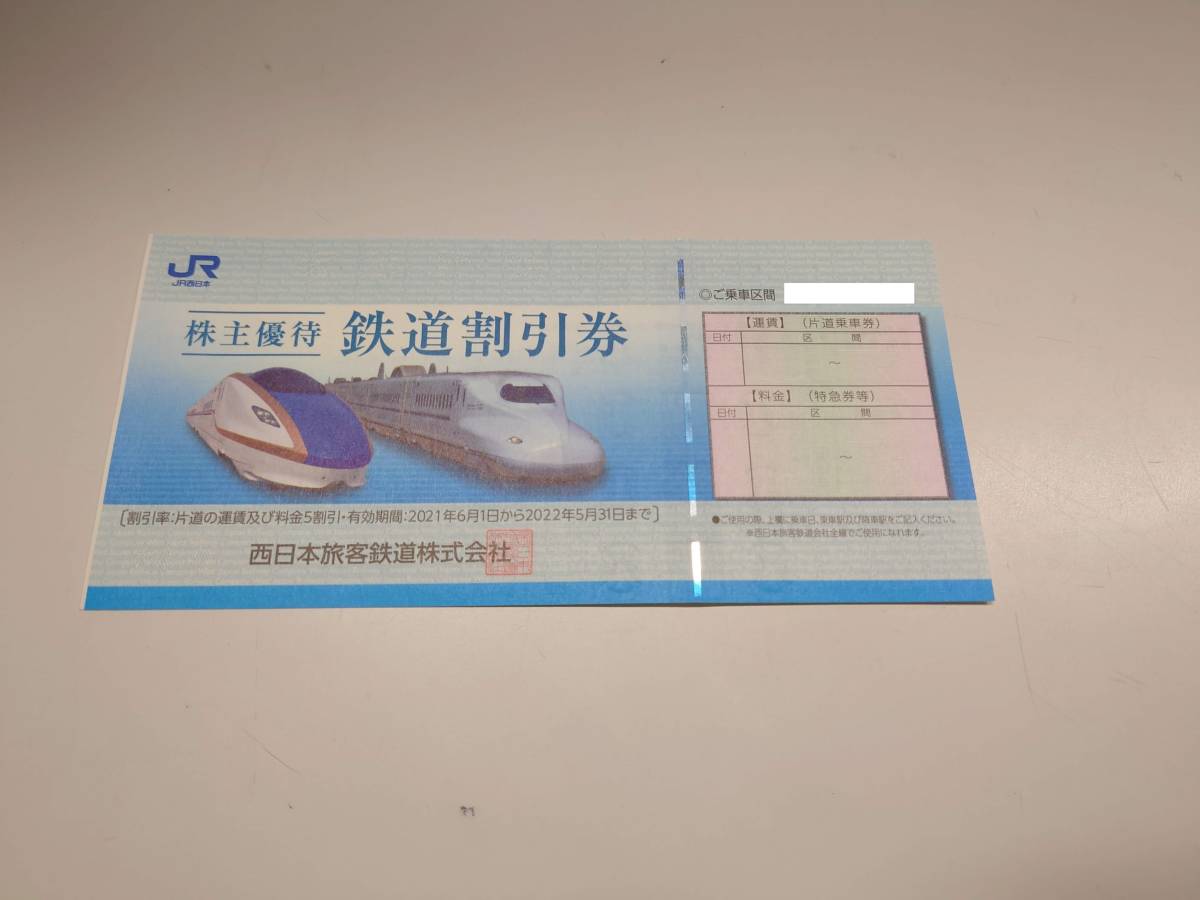 JR
JR西日本
株主優待 鉄道割引券
[割引率:片道の運賃及び料金5割引・有効期間:2021年6月1日から2022年5月31日まで]
西日本旅客鉄道株式会社
◎ご乗車区間
【運賃】(片道乗車券)
日付 区間
～
【料金】(特急券等)
日付 区間
～
●ご使用の際、上欄に乗車日、乗車駅及び降車駅をご記入ください。
※西日本旅客鉄道会社全線でご使用になれます。